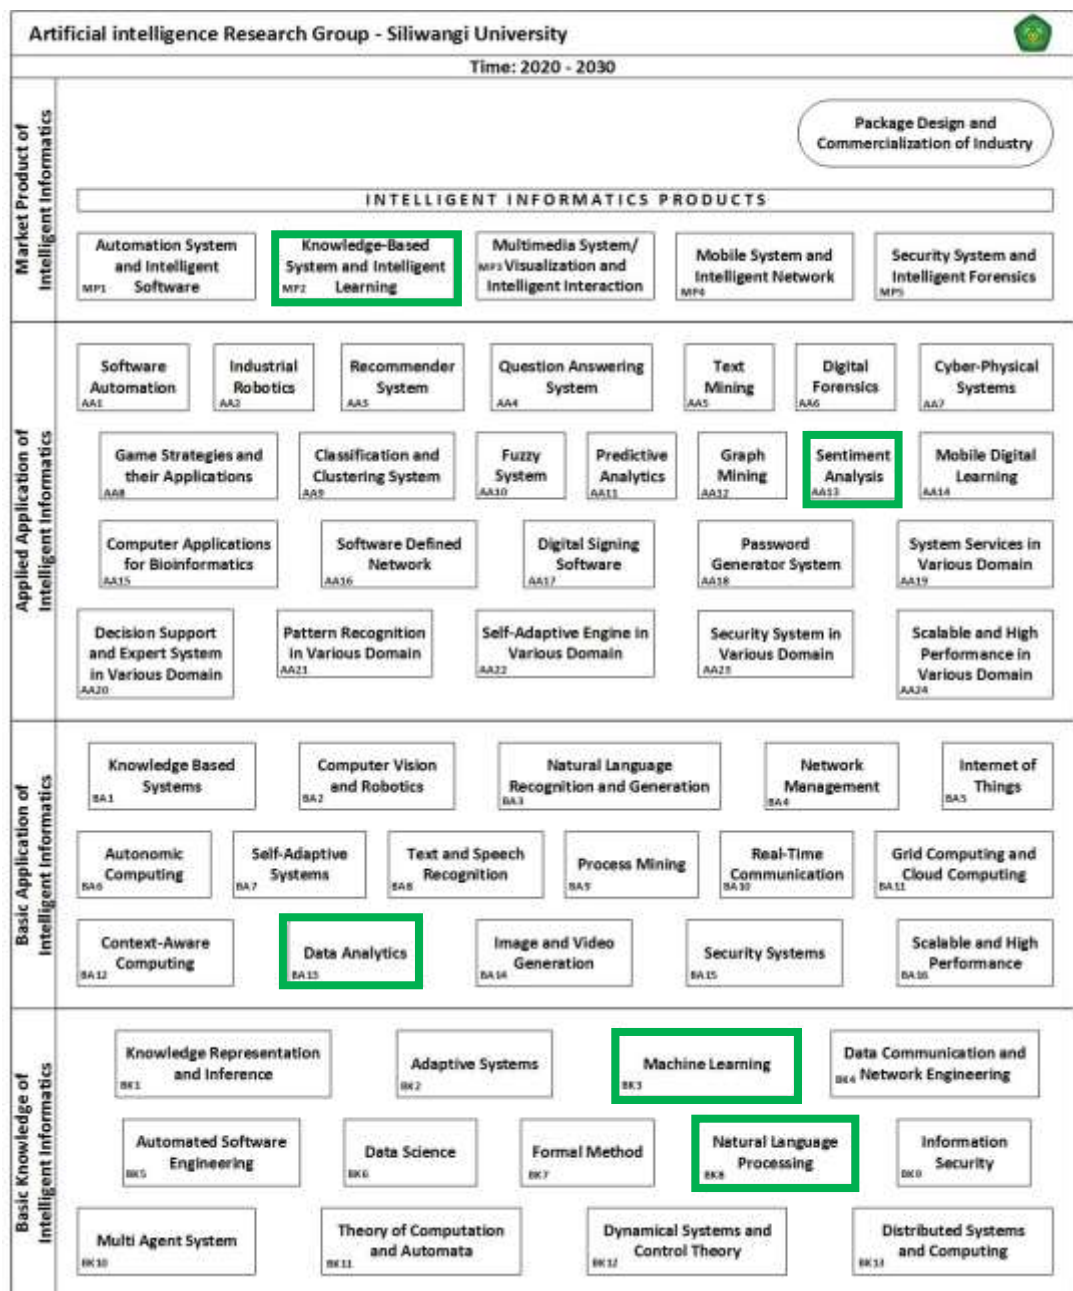 Artificial intelligence Research Group - Siliwangi University
Time: 2020 - 2030
Market Product of
Intelligent Informatics
Package Design and
Commercialization of Industry
INTELLIGENT INFORMATICS PRODUCTS
Automation System
and Intelligent
Software
MP1
Knowledge-Based
System and Intelligent
Learning
MP2
Multimedia System/
Visualization and
Intelligent Interaction
MP3
Mobile System and
Intelligent Network
MP4
Security System and
Intelligent Forensics
MP5
Applied Application of
Intelligent Informatics
Software
Automation
AA1
Industrial
Robotics
AA2
Recommender
System
AA3
Question Answering
System
AA4
Text
Mining
AA5
Digital
Forensics
AA6
Cyber-Physical
Systems
AA7
Game Strategies and
their Applications
AA8
Classification and
Clustering System
AA9
Fuzzy
System
AA10
Predictive
Analytics
AA11
Graph
Mining
AA12
Sentiment
Analysis
AA13
Mobile Digital
Learning
AA14
Computer Applications
for Bioinformatics
AA15
Software Defined
Network
AA16
Digital Signing
Software
AA17
Password
Generator System
AA18
System Services in
Various Domain
AA19
Decision Support
and Expert System
in Various Domain
AA20
Pattern Recognition
in Various Domain
AA21
Self-Adaptive Engine in
Various Domain
AA22
Security System in
Various Domain
AA23
Scalable and High
Performance in
Various Domain
AA24
Basic Application of
Intelligent Informatics
Knowledge Based
Systems
BA1
Computer Vision
and Robotics
BA2
Natural Language
Recognition and Generation
BA3
Network
Management
BA4
Internet of
Things
BA5
Autonomic
Computing
BA6
Self-Adaptive
Systems
BA7
Text and Speech
Recognition
BA8
Process Mining
BA9
Real-Time
Communication
BA10
Grid Computing and
Cloud Computing
BA11
Context-Aware
Computing
BA12
Data Analytics
BA13
Image and Video
Generation
BA14
Security Systems
BA15
Scalable and High
Performance
BA16
Basic Knowledge of
Intelligent Informatics
Knowledge Representation
and Inference
BK1
Adaptive Systems
BK2
Machine Learning
BK3
Data Communication and
Network Engineering
BK4
Automated Software
Engineering
BK5
Data Science
BK6
Formal Method
BK7
Natural Language
Processing
BK8
Information
Security
BK9
Multi Agent System
BK10
Theory of Computation
and Automata
BK11
Dynamical Systems and
Control Theory
BK12
Distributed Systems
and Computing
BK13